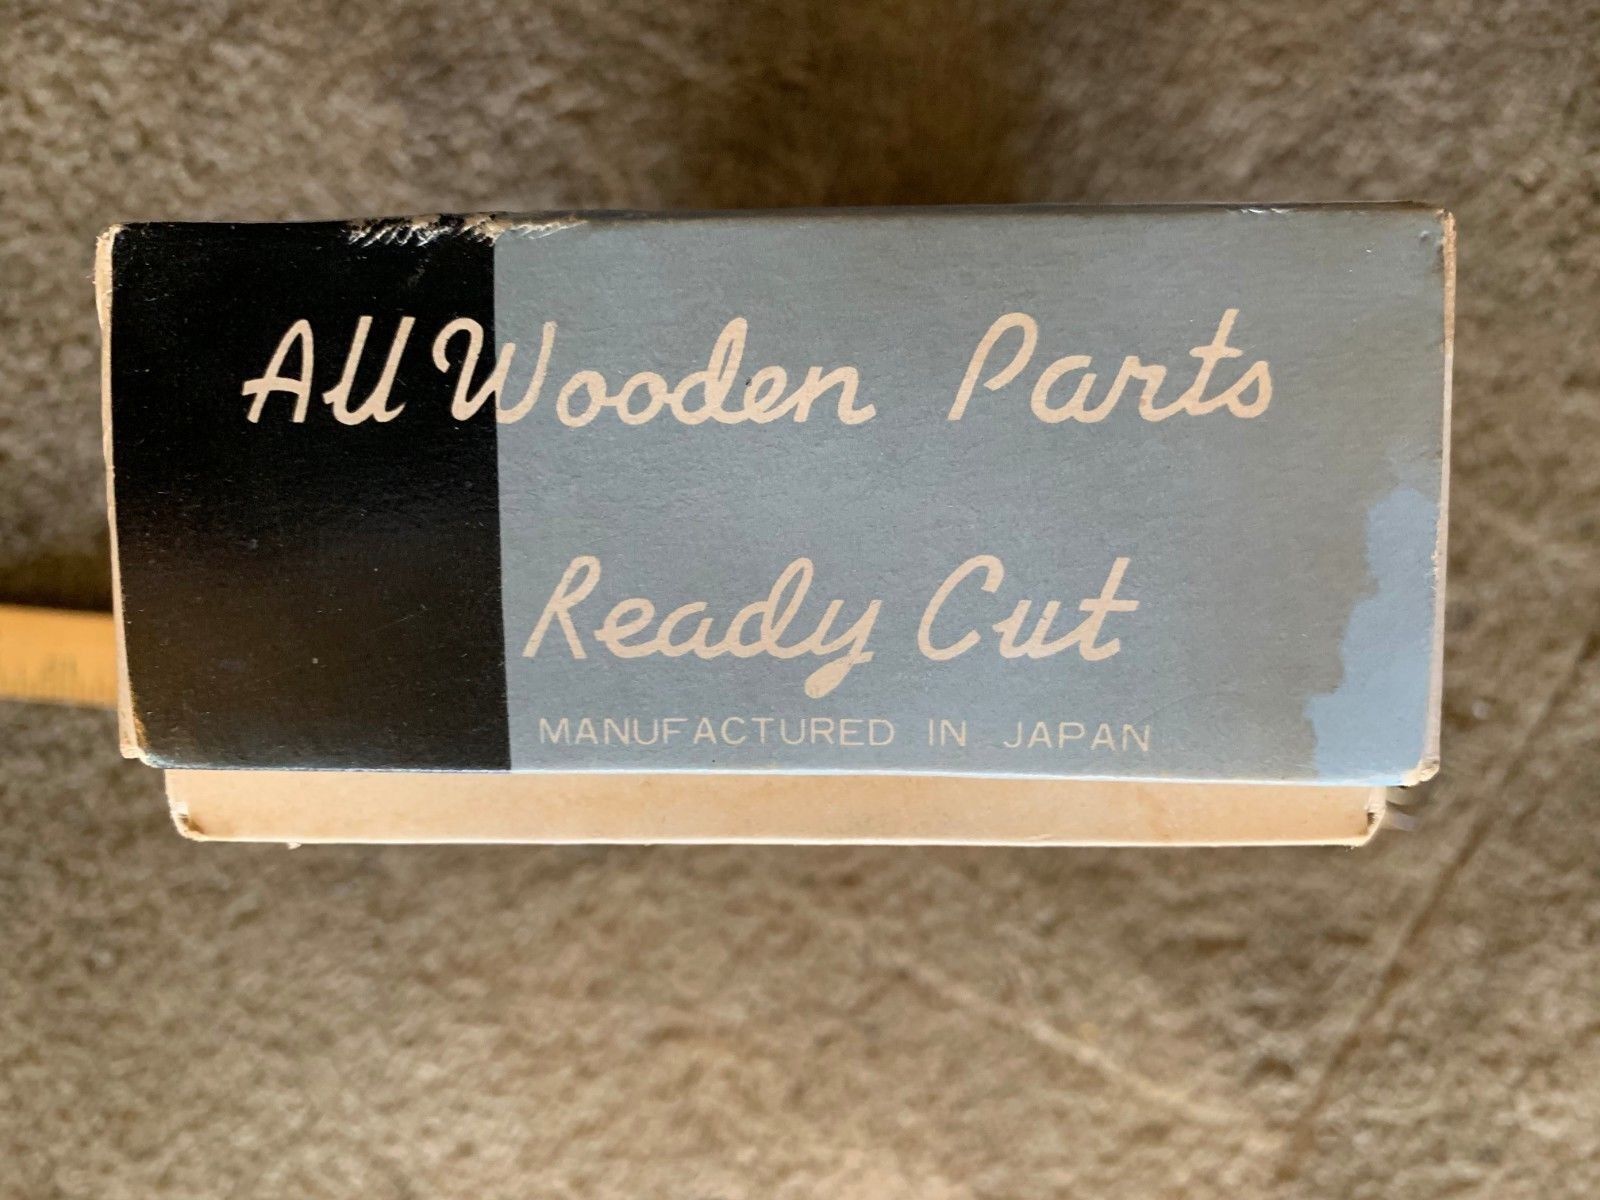 All Wooden Parts
Ready Cut
MANUFACTURED IN JAPAN